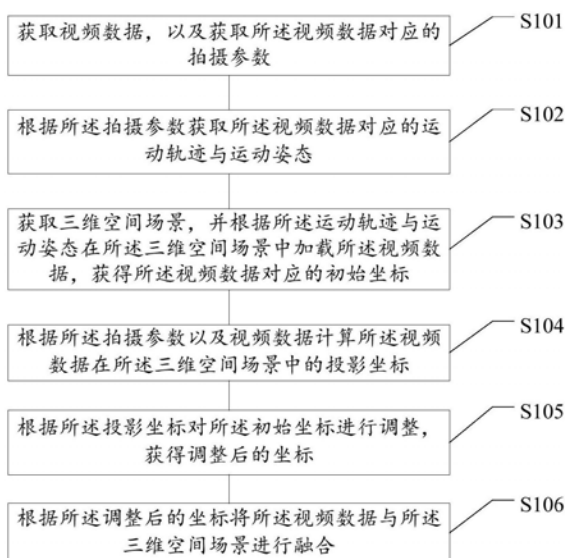 获取视频数据，以及获取所述视频数据对应的
拍摄参数
S101
根据所述拍摄参数获取所述视频数据对应的运
动轨迹与运动姿态
S102
获取三维空间场景，并根据所述运动轨迹与运
动姿态在所述三维空间场景中加载所述视频数
据，获得所述视频数据对应的初始坐标
S103
根据所述拍摄参数以及视频数据计算所述视频
数据在所述三维空间场景中的投影坐标
S104
根据所述投影坐标对所述初始坐标进行调整，
获得调整后的坐标
S105
根据所述调整后的坐标将所述视频数据与所述
三维空间场景进行融合
S106